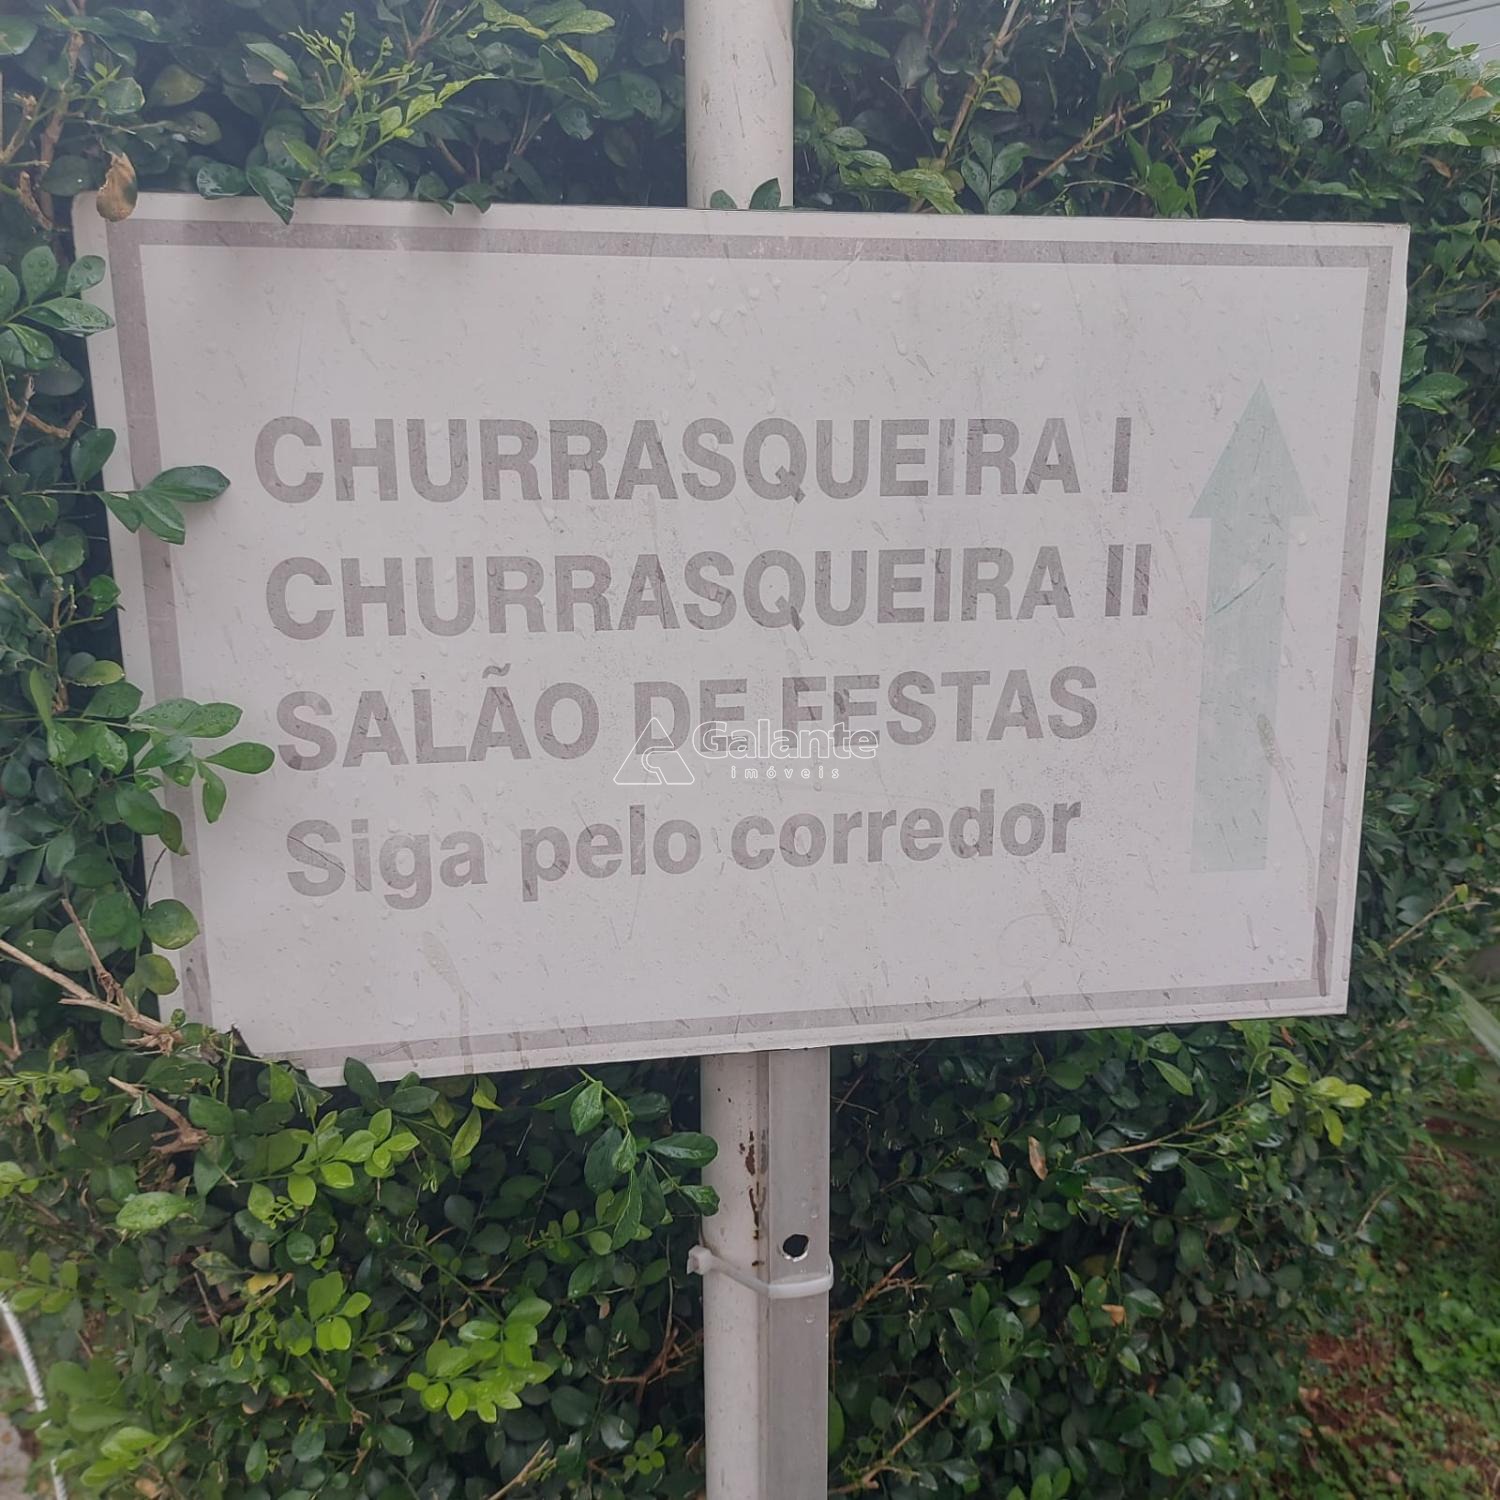 CHURRASQUEIRA I
CHURRASQUEIRA II
SALÃO DE FESTAS
Galante
imóveis
Siga pelo corredor